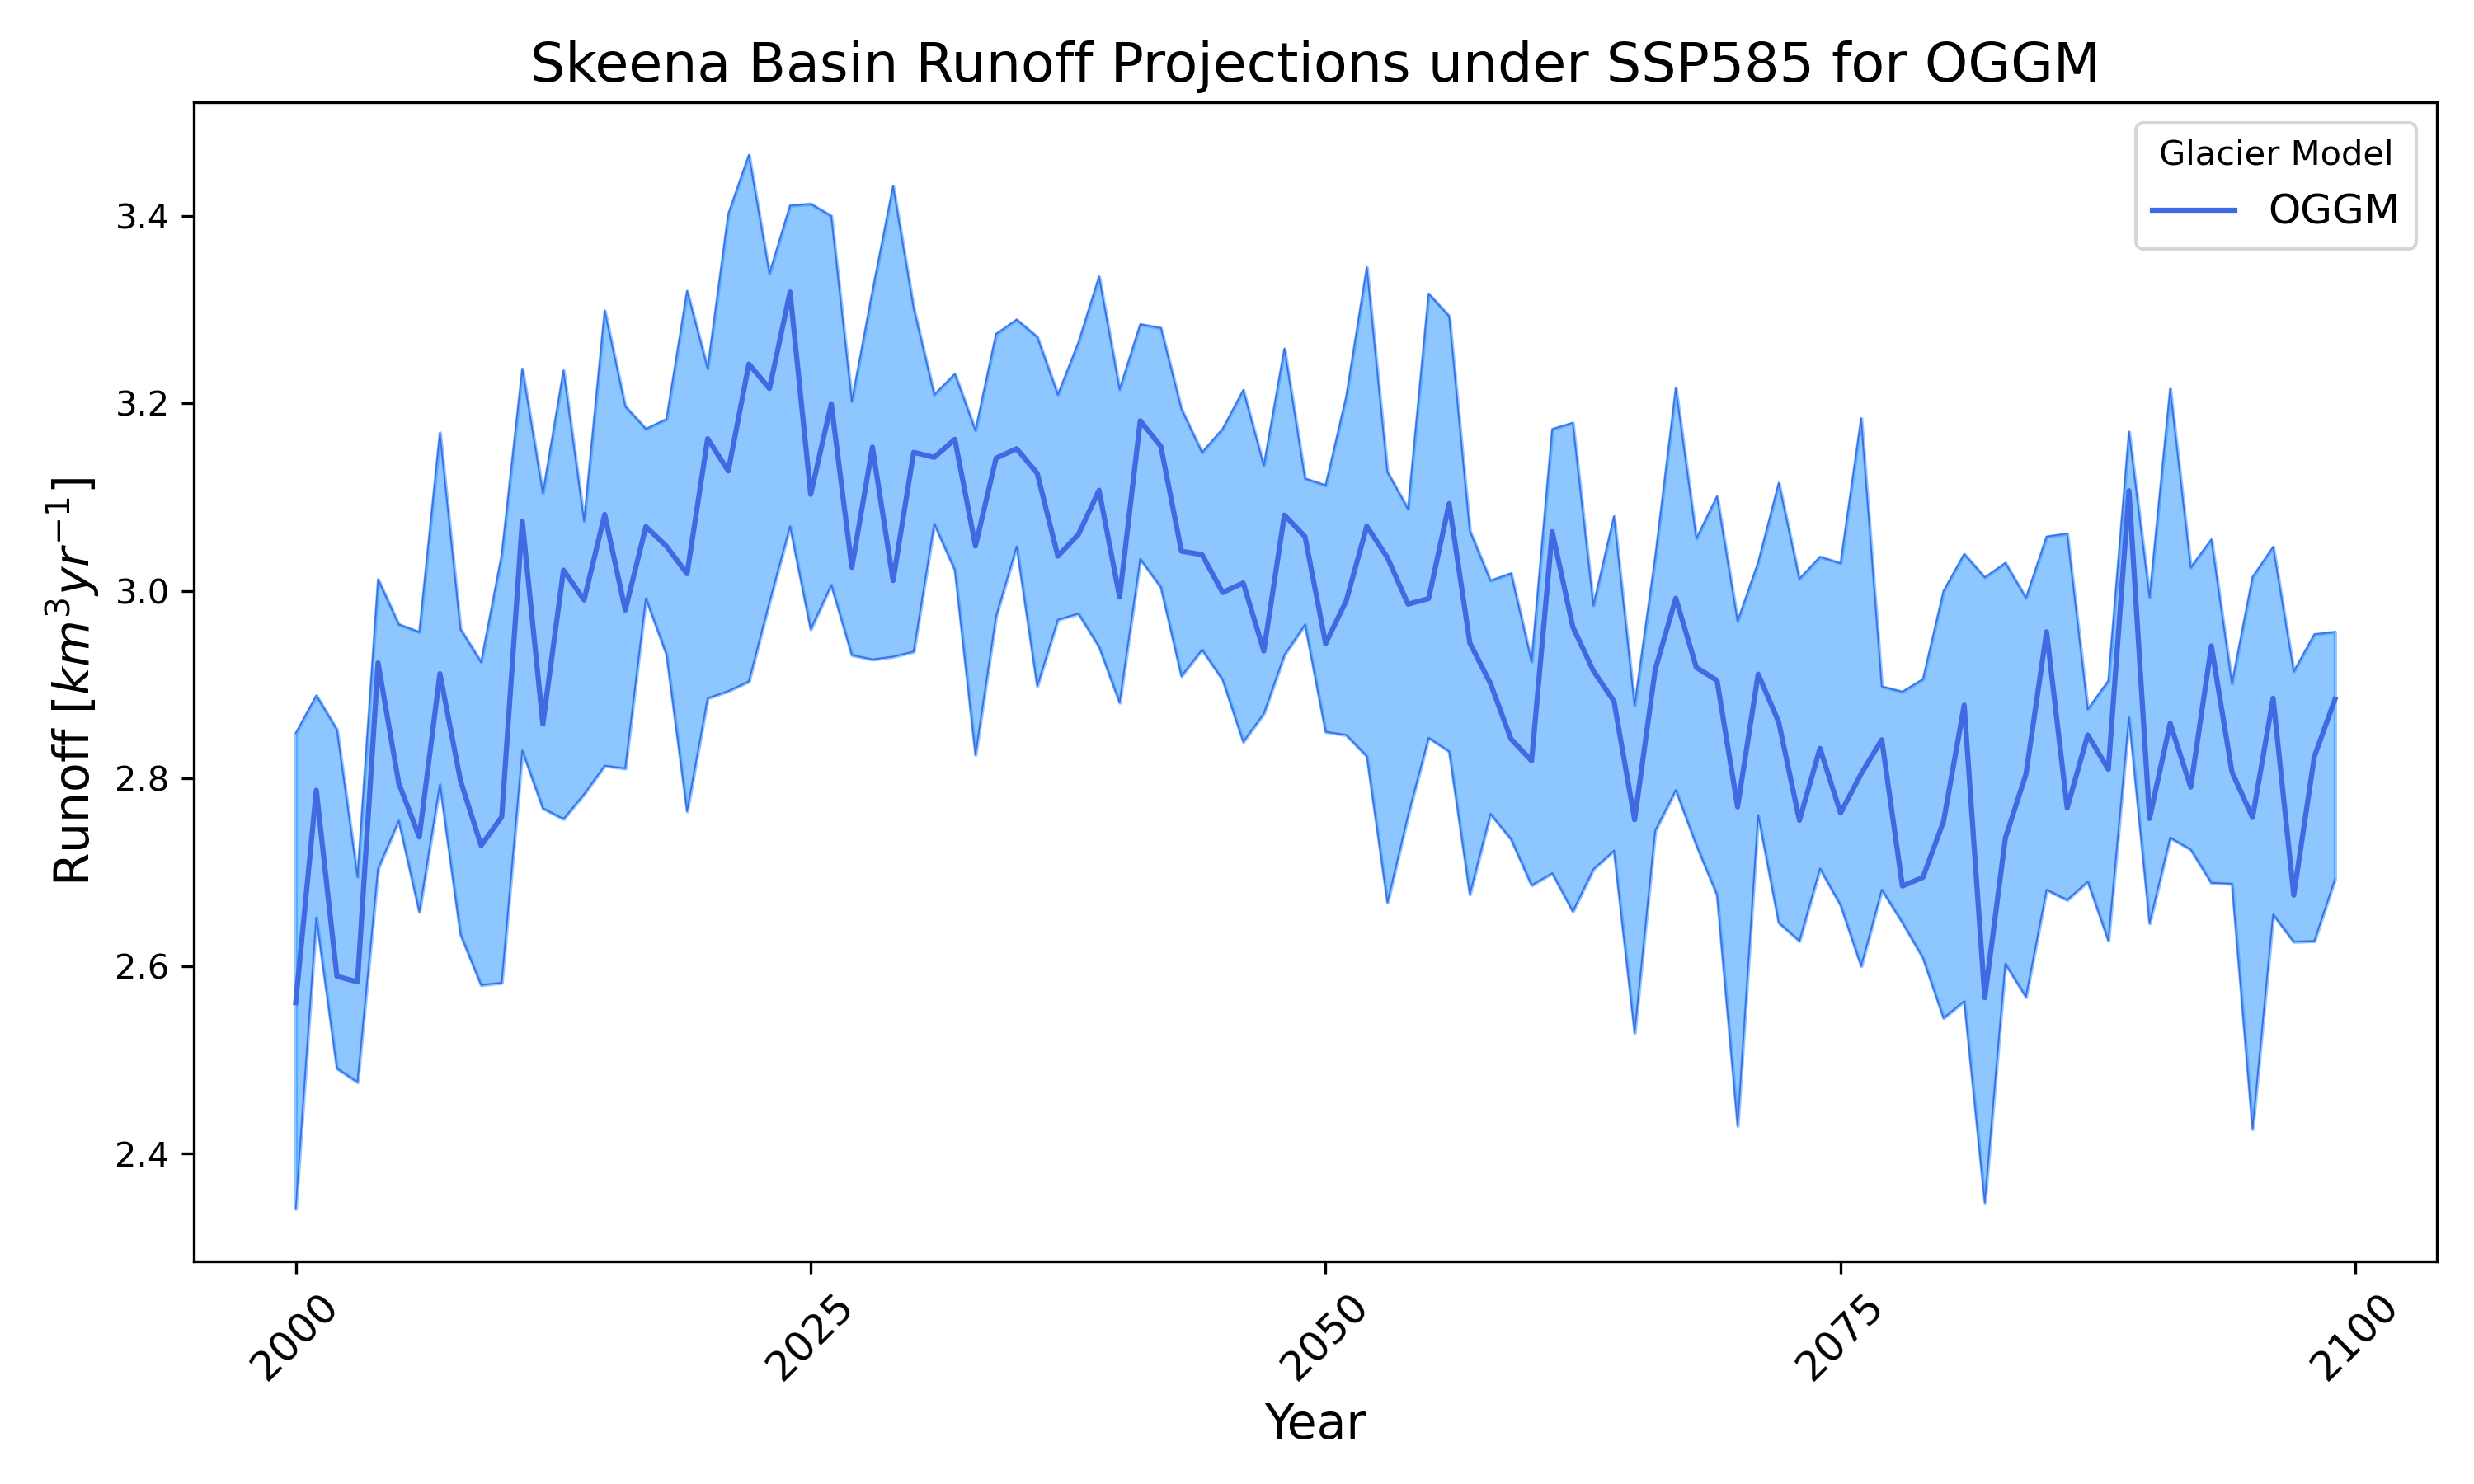 Skeena Basin Runoff Projections under SSP585 for OGGM
Glacier Model
OGGM
Runoff [km³yr⁻¹]
3.4
3.2
3.0
2.8
2.6
2.4
2000
2025
2050
2075
2100
Year